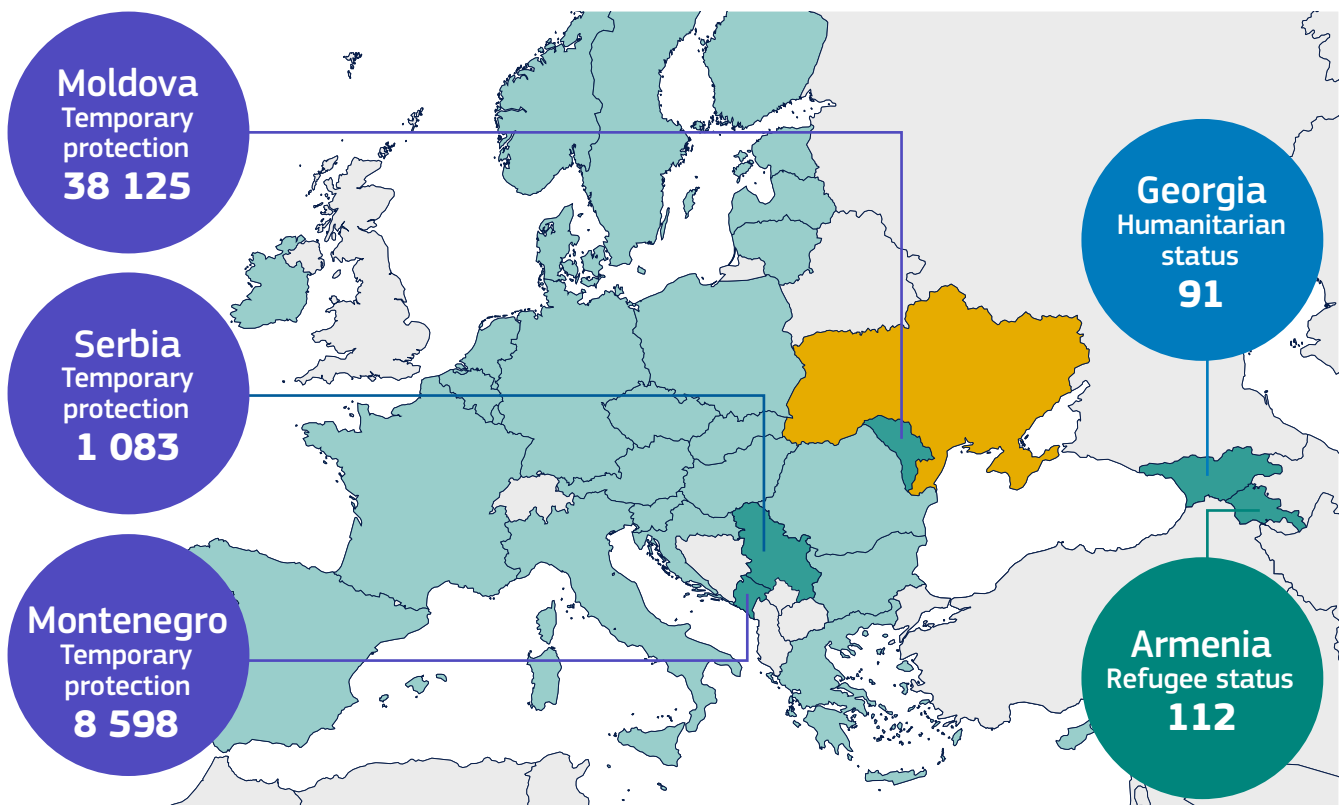 Moldova
Temporary
protection
38 125
Serbia
Temporary
protection
1 083
Montenegro
Temporary
protection
8 598
Georgia
Humanitarian
status
91
Armenia
Refugee status
112